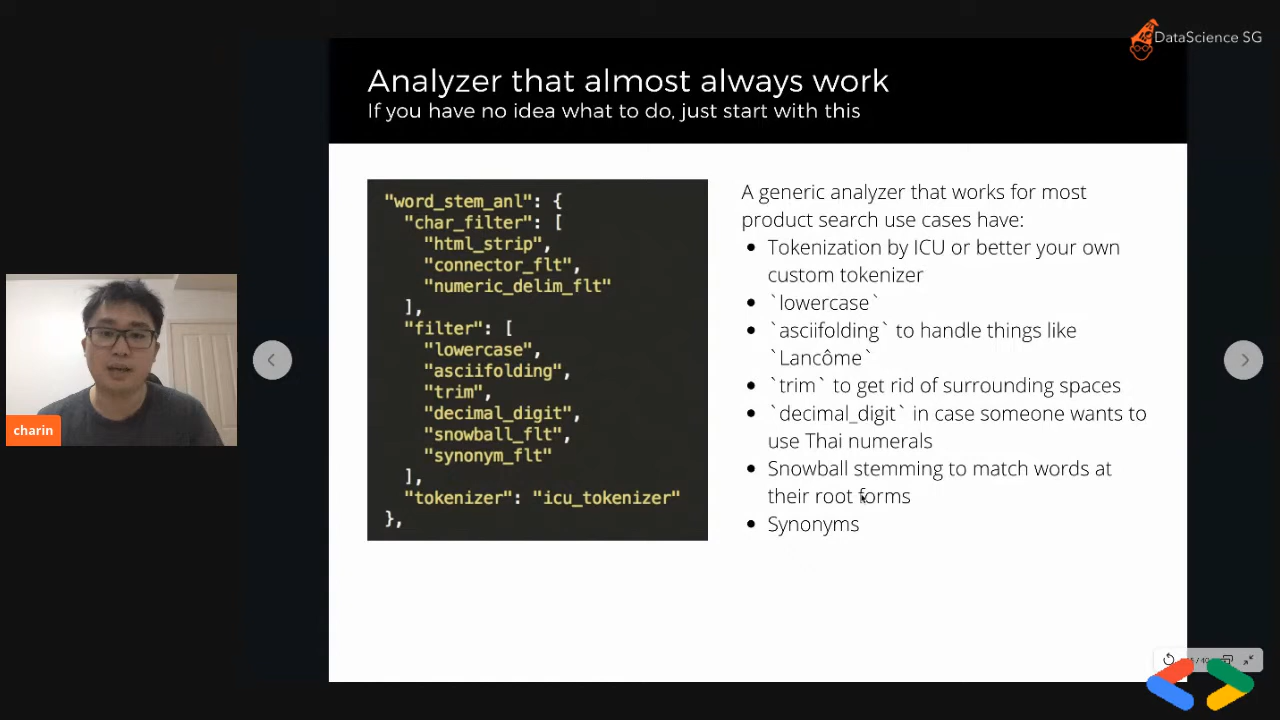 DataScience SG
Analyzer that almost always work
If you have no idea what to do, just start with this
"word_stem_anl": {
"char_filter": [
"html_strip",
"connector_flt",
"numeric_delim_flt"
],
"filter": [
"lowercase",
"asciifolding",
"trim",
"decimal_digit",
"snowball_flt",
"synonym_flt"
],
"tokenizer": "icu_tokenizer"
},
A generic analyzer that works for most
product search use cases have:
• Tokenization by ICU or better your own
custom tokenizer
• `lowercase`
• `asciifolding` to handle things like
`Lancôme`
• `trim` to get rid of surrounding spaces
• `decimal_digit` in case someone wants to
use Thai numerals
• Snowball stemming to match words at
their root forms
• Synonyms
charin